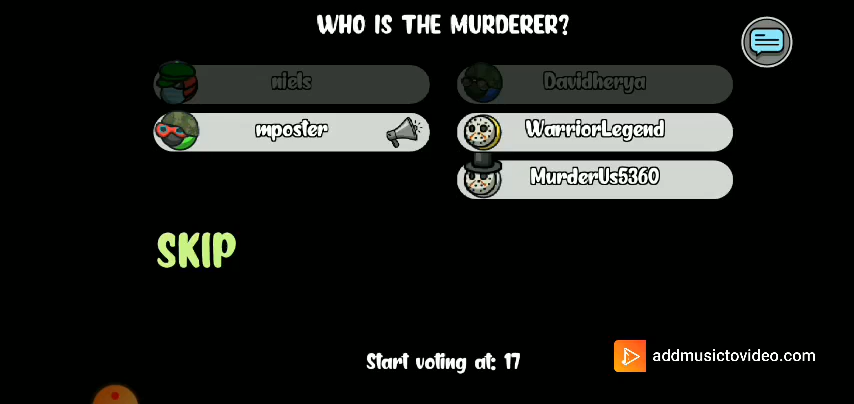 WHO IS THE MURDERER?
niels
Davidherya
mposter
WarriorLegend
MurderUs5360
SKIP
Start voting at: 17
addmusictovideo.com